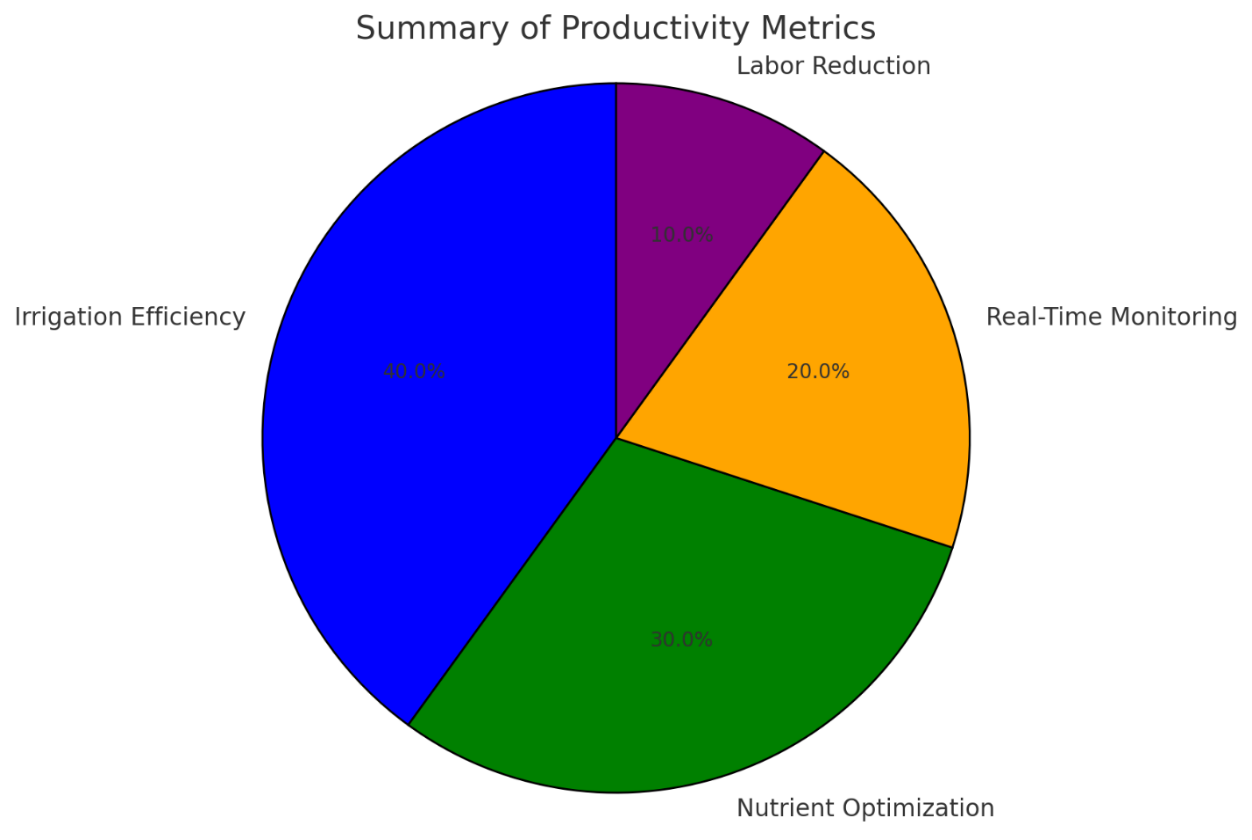 Summary of Productivity Metrics
Labor Reduction
10.0%
Irrigation Efficiency
Real-Time Monitoring
40.0%
20.0%
30.0%
Nutrient Optimization